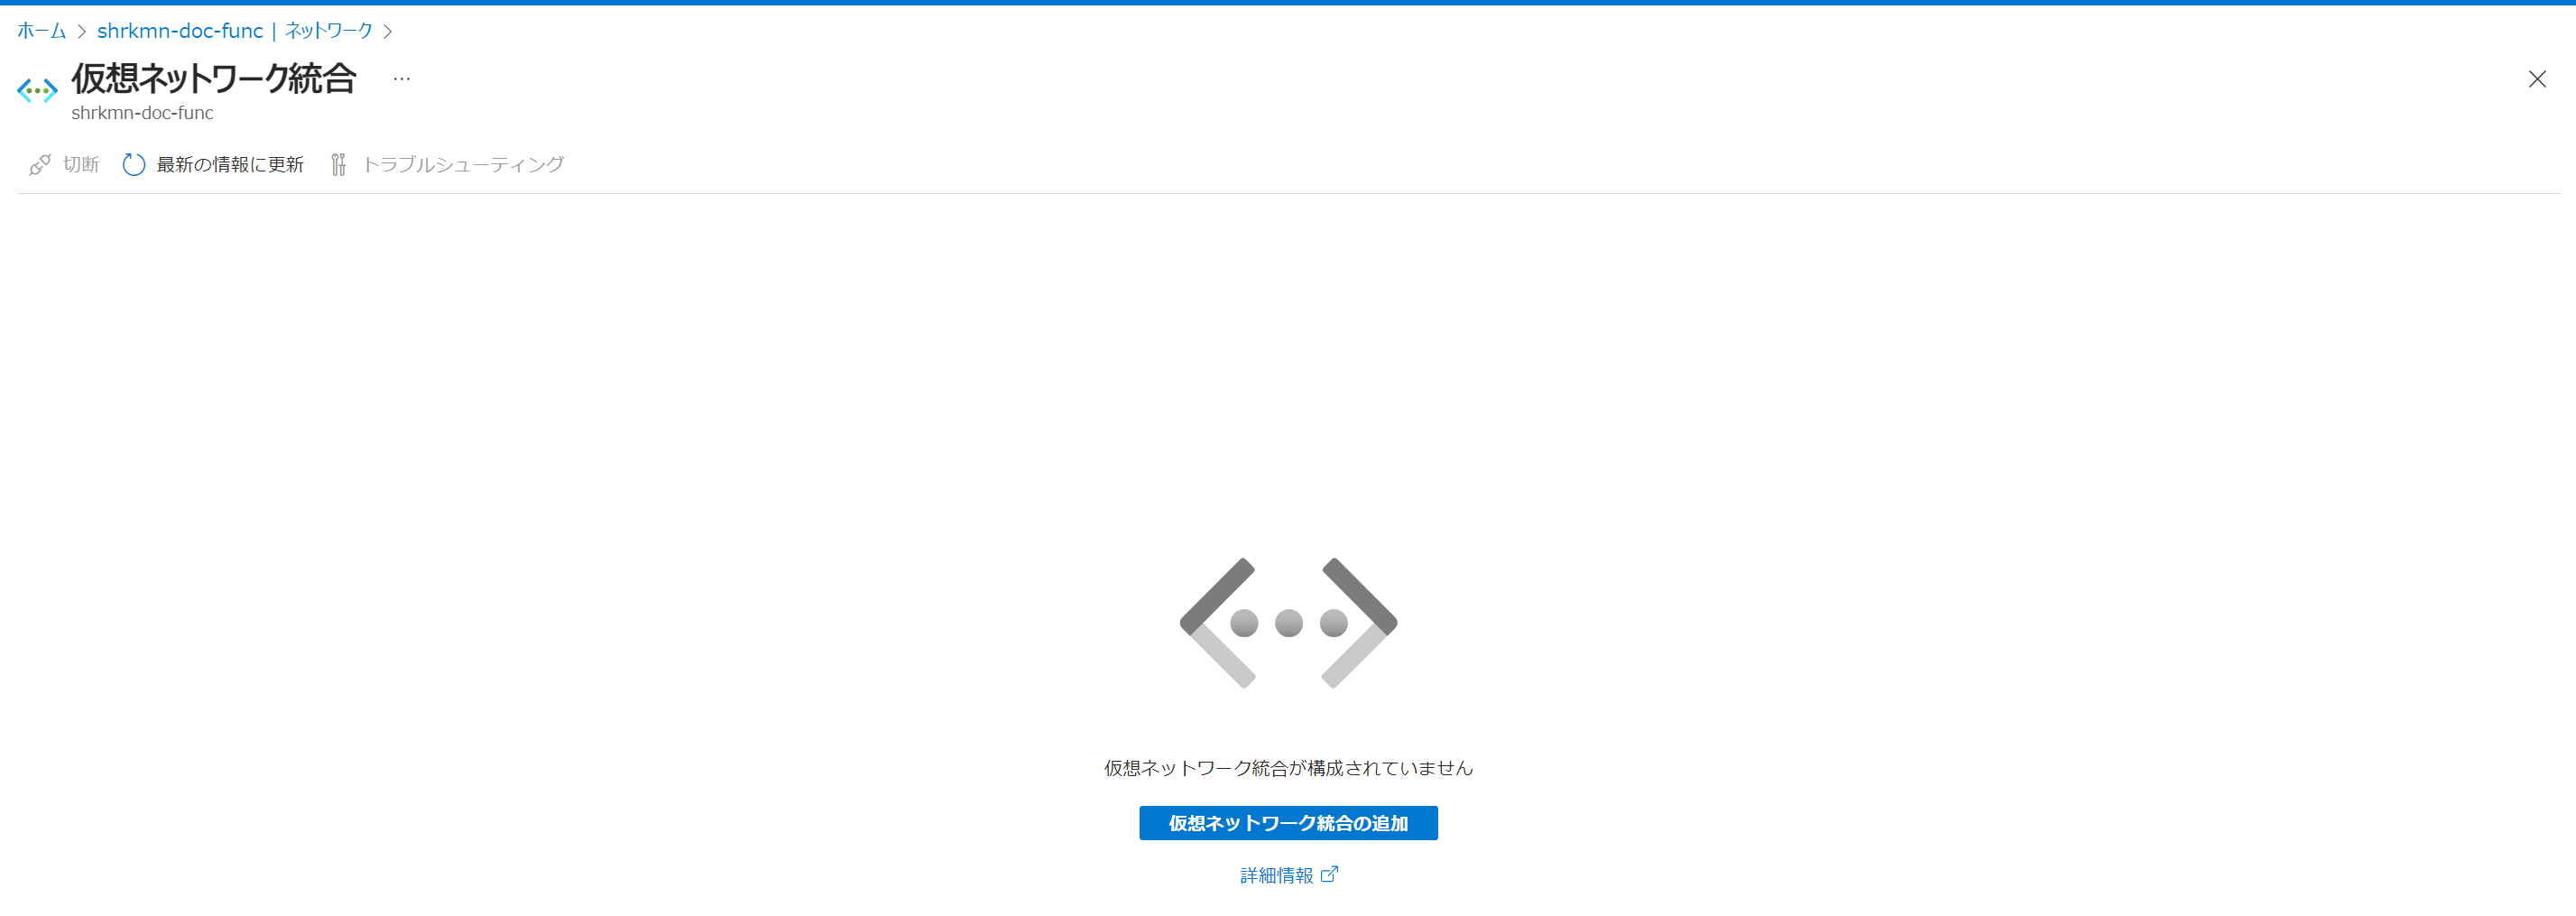 ホーム > shrkmn-doc-func | ネットワーク >
仮想ネットワーク統合 …
shrkmn-doc-func
切断 最新の情報に更新 トラブルシューティング
仮想ネットワーク統合が構成されていません
仮想ネットワーク統合の追加
詳細情報